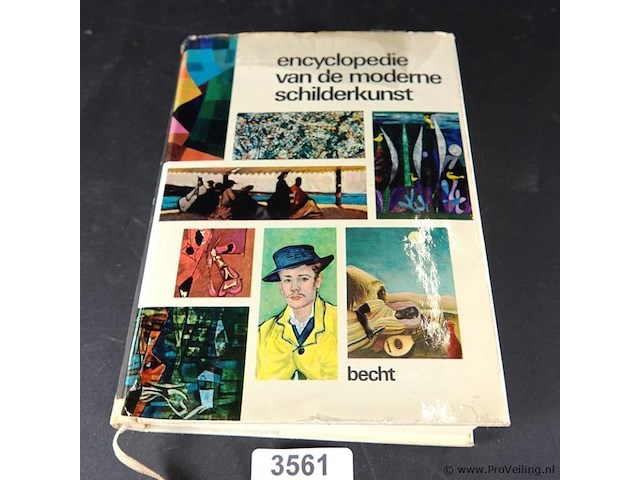 encyclopedie
van de moderne
schilderkunst
becht
3561
© www.ProVeiling.nl